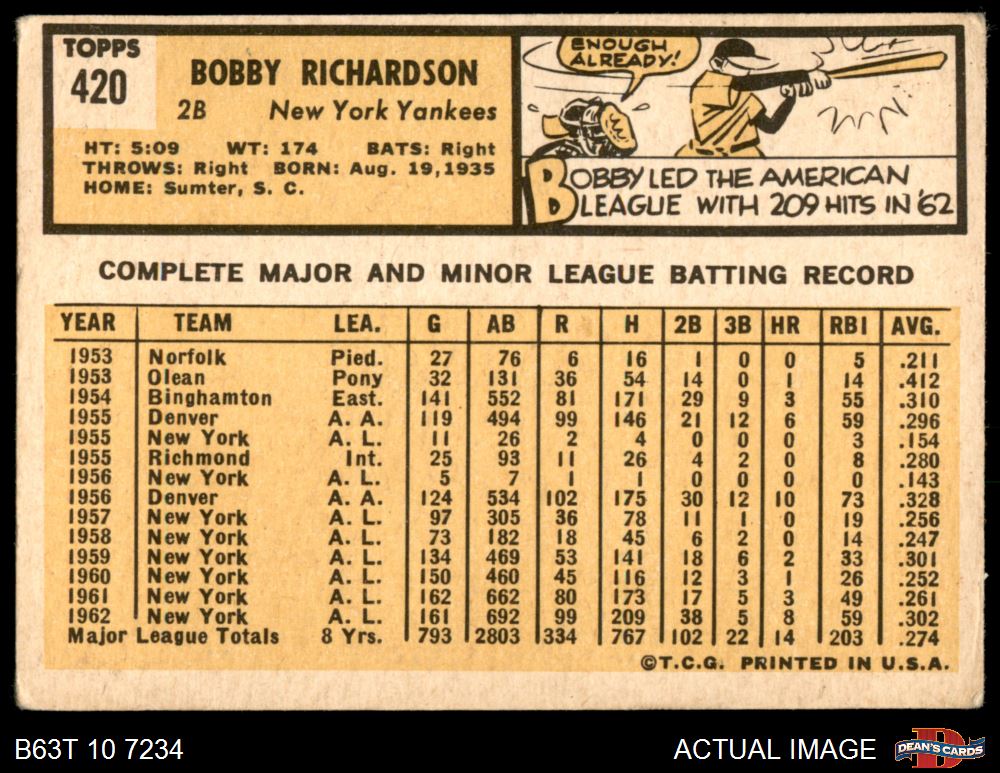 TOPPS
420
BOBBY RICHARDSON
2B New York Yankees
HT: 5:09 WT: 174 BATS: Right
THROWS: Right BORN: Aug. 19, 1935
HOME: Sumter, S. C.
ENOUGH
ALREADY!
BOBBY LED THE AMERICAN
LEAGUE WITH 209 HITS IN '62
COMPLETE MAJOR AND MINOR LEAGUE BATTING RECORD
YEAR TEAM LEA. G AB R H 2B 3B HR RBI AVG.
1953 Norfolk Pied. 27 76 6 16 1 0 0 5 .211
1953 Olean Pony 32 131 36 54 14 0 1 14 .412
1954 Binghamton East. 141 552 81 171 29 9 3 55 .310
1955 Denver A. A. 119 494 99 146 21 12 6 59 .296
1955 New York A. L. 11 26 2 4 0 0 0 3 .154
1955 Richmond Int. 25 93 11 26 4 2 0 8 .280
1956 New York A. L. 5 7 1 1 0 0 0 0 .143
1956 Denver A. A. 124 534 102 175 30 12 10 73 .328
1957 New York A. L. 97 305 36 78 11 1 0 19 .256
1958 New York A. L. 73 182 18 45 6 2 0 14 .247
1959 New York A. L. 134 469 53 141 18 6 2 33 .301
1960 New York A. L. 150 460 45 116 12 3 1 26 .252
1961 New York A. L. 162 662 80 173 17 5 3 49 .261
1962 New York A. L. 161 692 99 209 38 5 8 59 .302
Major League Totals 8 Yrs. 793 2803 334 767 102 22 14 203 .274
©T.C.G. PRINTED IN U.S.A.
B63T 10 7234 ACTUAL IMAGE
D
DEAN'S CARDS